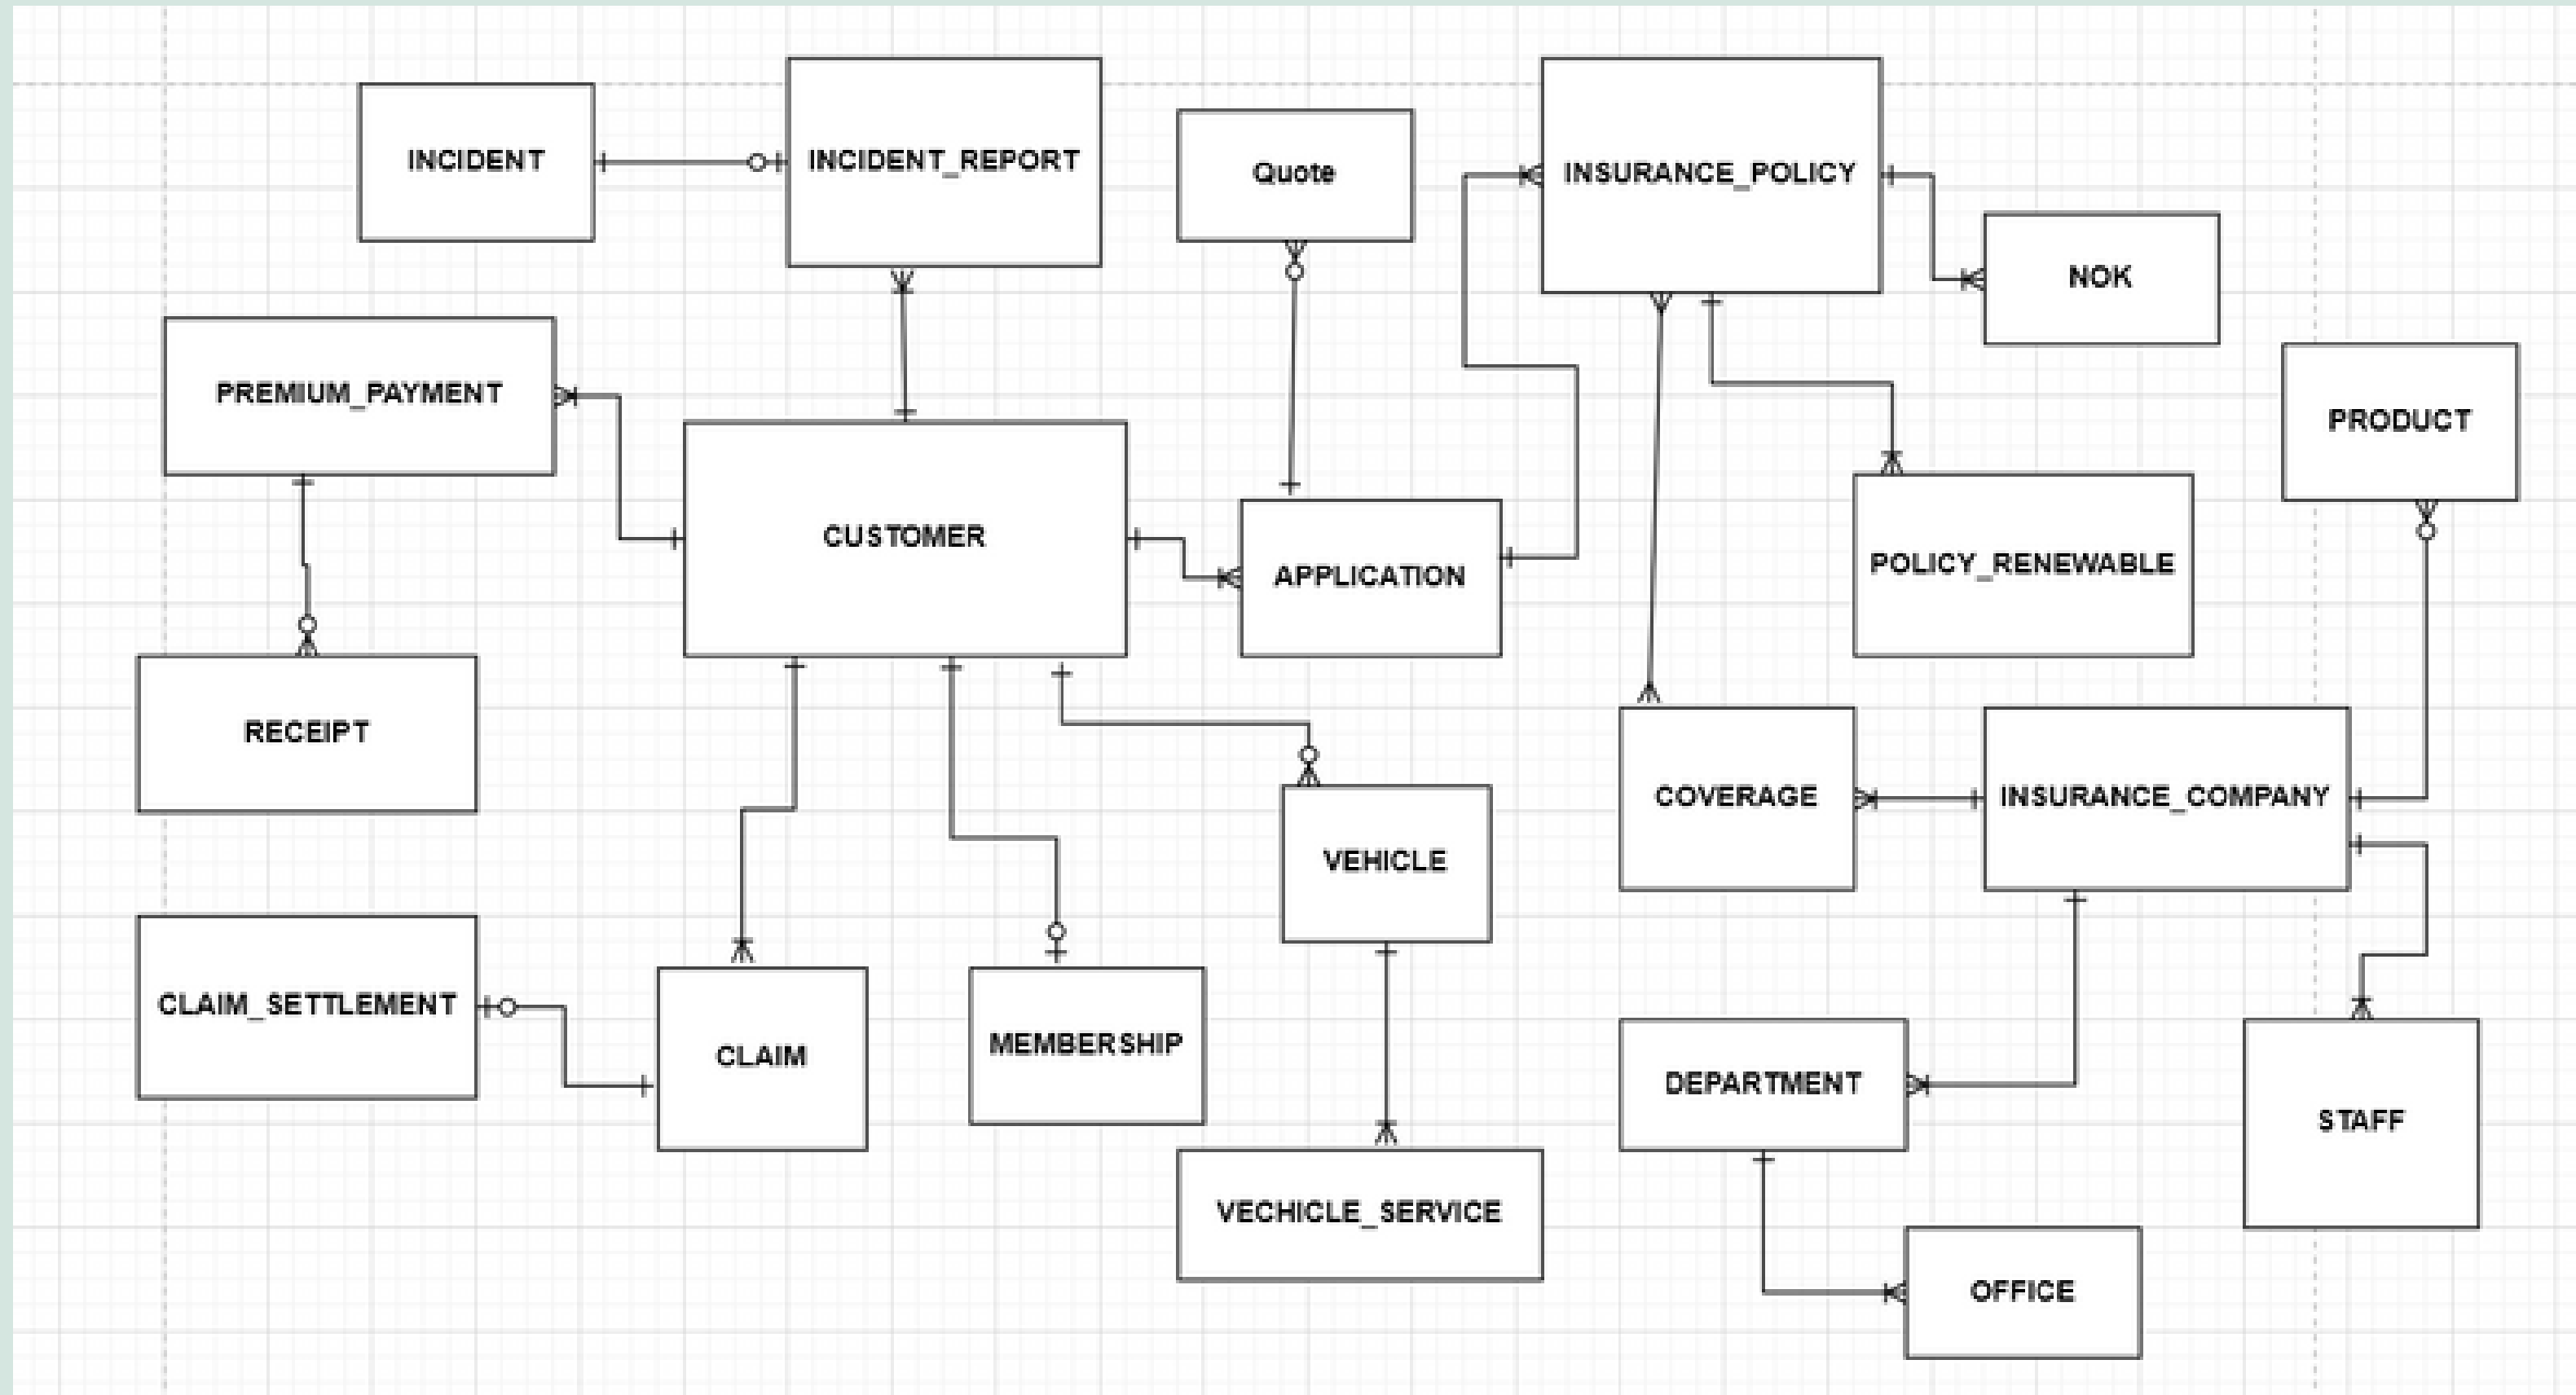 INCIDENT
INCIDENT_REPORT
Quote
INSURANCE_POLICY
NOK
PREMIUM_PAYMENT
PRODUCT
CUSTOMER
APPLICATION
POLICY_RENEWABLE
RECEIPT
COVERAGE
INSURANCE_COMPANY
VEHICLE
CLAIM_SETTLEMENT
CLAIM
MEMBERSHIP
DEPARTMENT
STAFF
VECHICLE_SERVICE
OFFICE